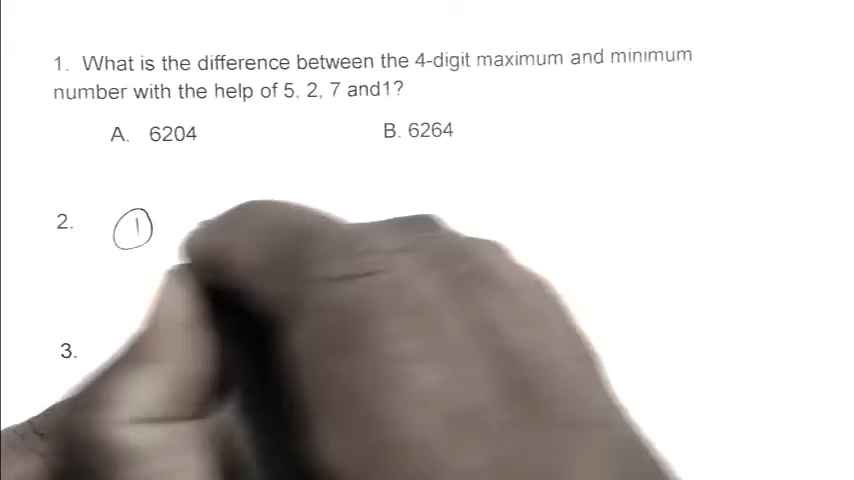 1. What is the difference between the 4-digit maximum and minimum
number with the help of 5, 2, 7 and1?
A. 6204 B. 6264
2. 1
3.